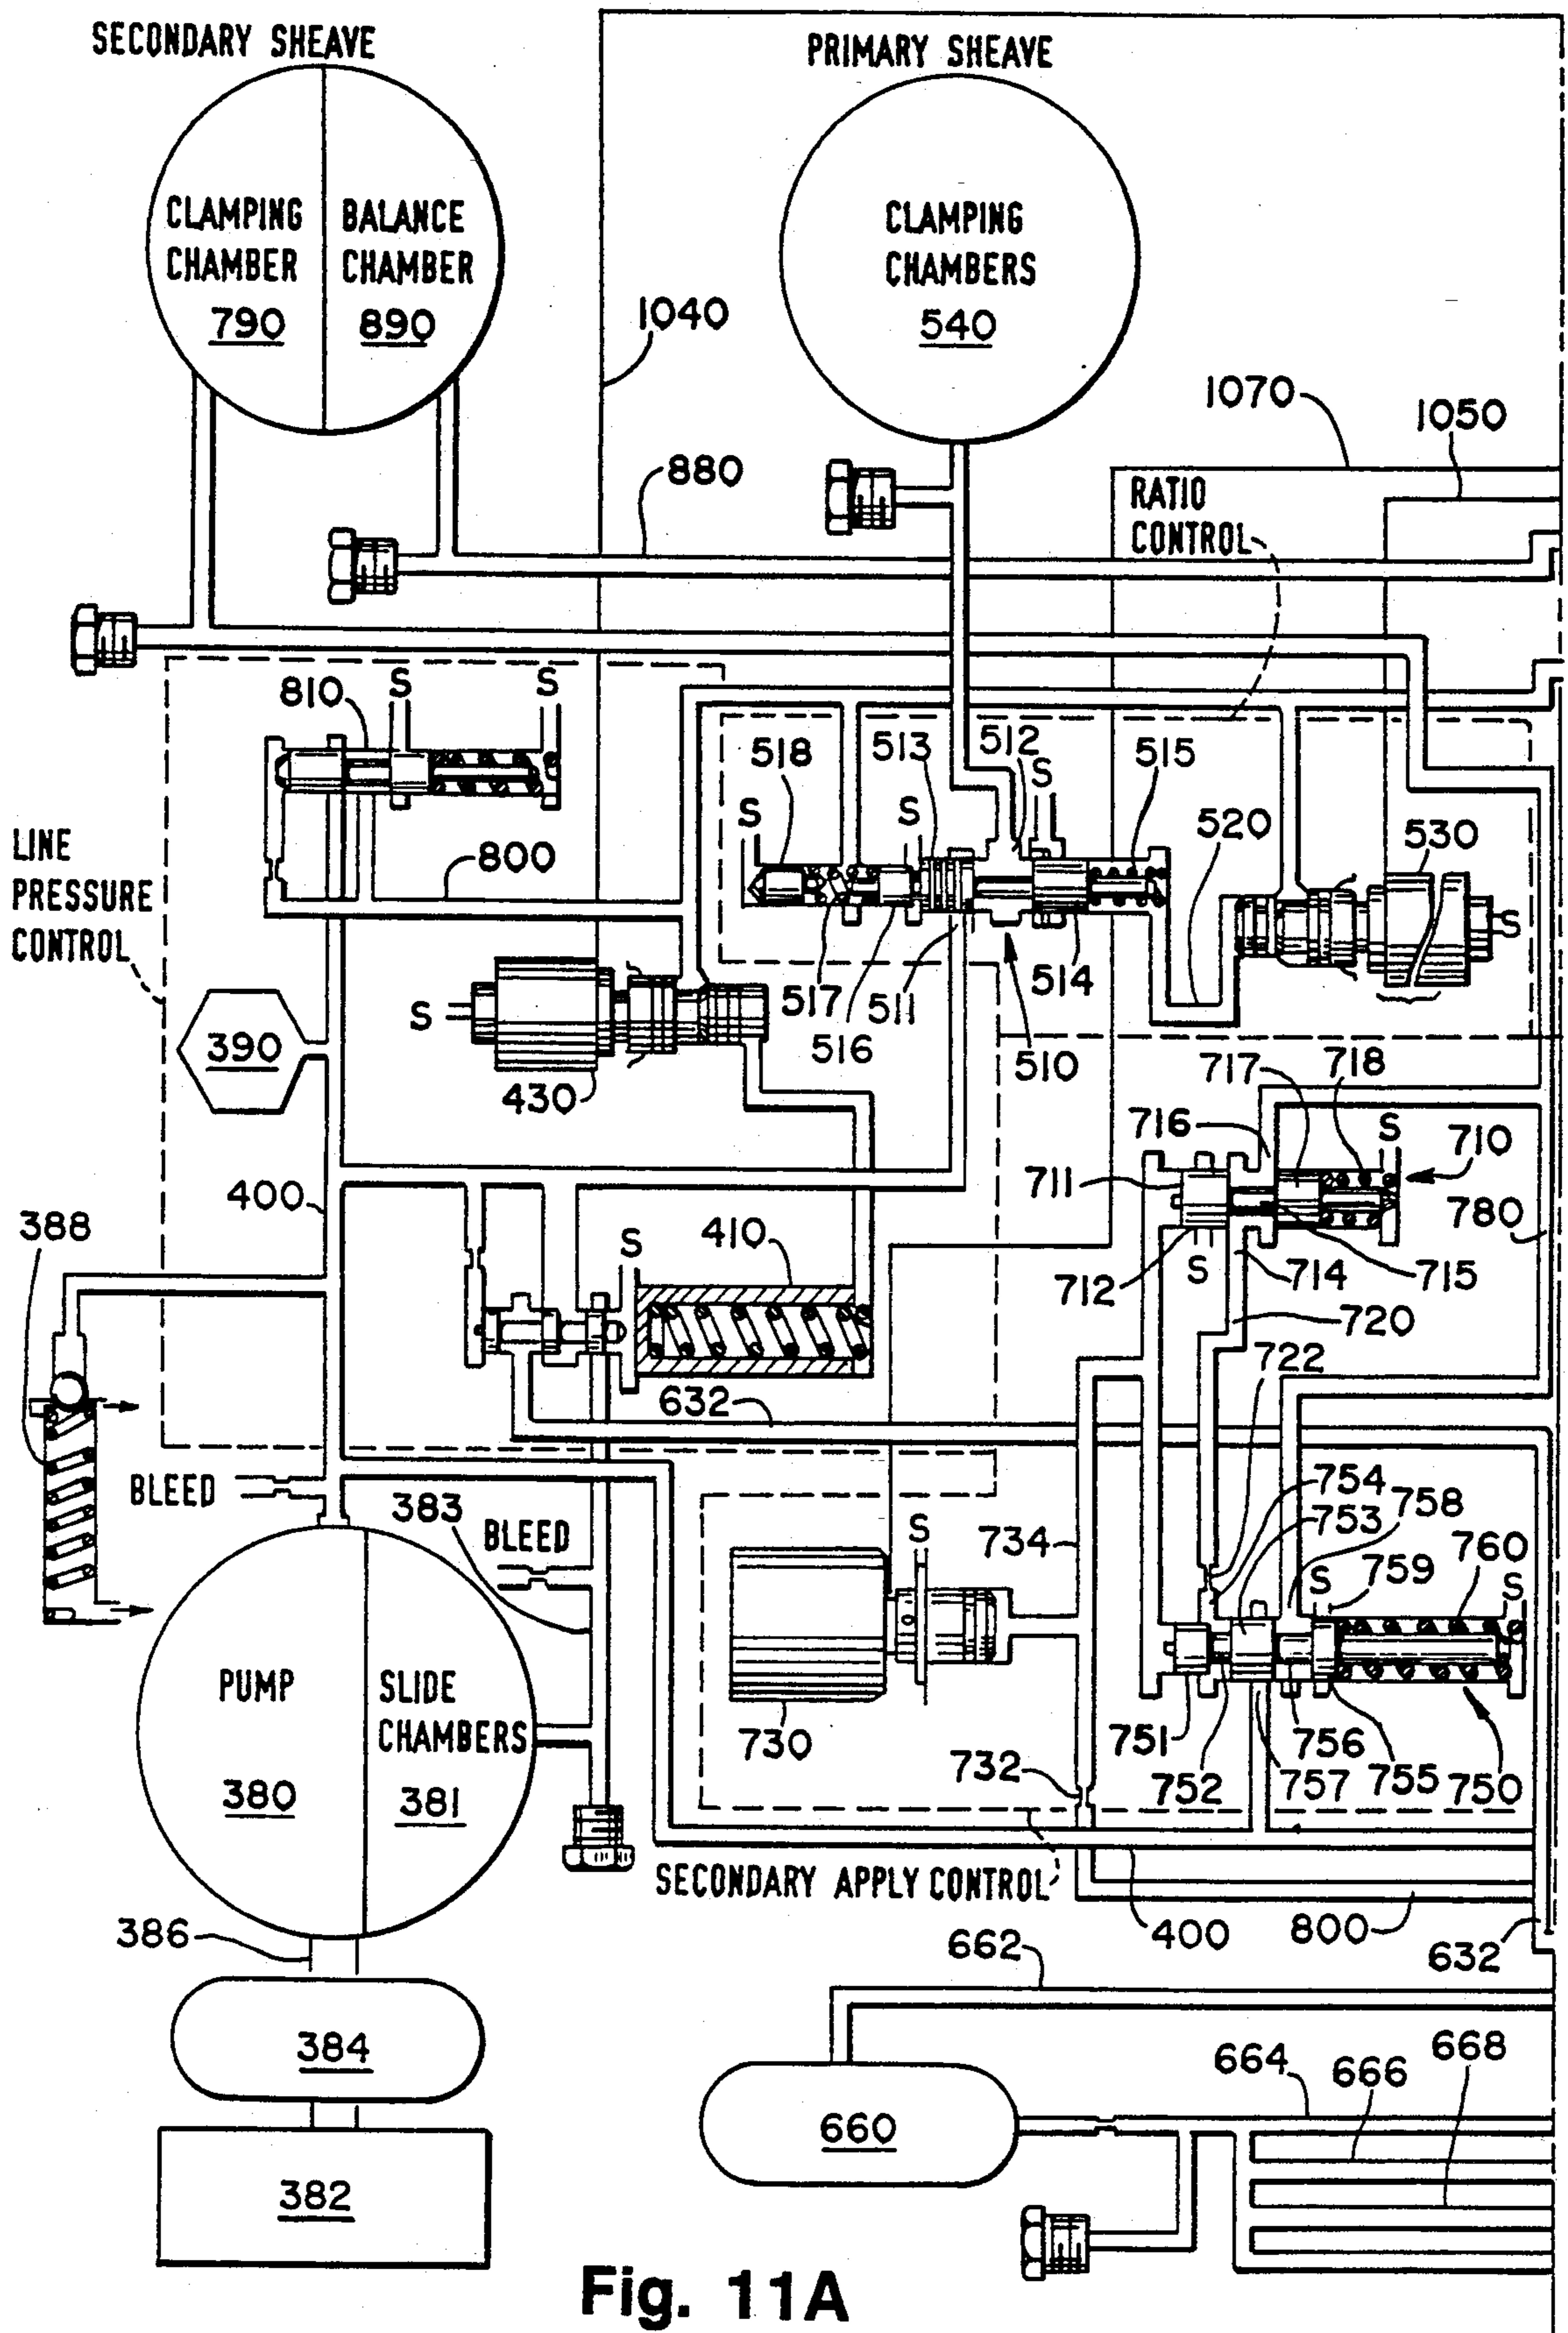 SECONDARY SHEAVE
PRIMARY SHEAVE
CLAMPING
CHAMBER
790
BALANCE
CHAMBER
890
CLAMPING
CHAMBERS
540
1040
1070
1050
880
RATIO
CONTROL
810
S
S
518
513
512
S
515
S
S
520
530
S
LINE
PRESSURE
CONTROL
800
517
516
511
510
514
S
430
390
717
718
S
716
710
711
400
780
388
S
410
712
S
714
715
720
722
632
754
753
758
BLEED
383
BLEED
S
734
S
759
760
S
PUMP
380
SLIDE
CHAMBERS
381
730
732
751
752
756
757
755
750
SECONDARY APPLY CONTROL
400
800
632
386
662
384
664
666
668
660
382
Fig. 11A